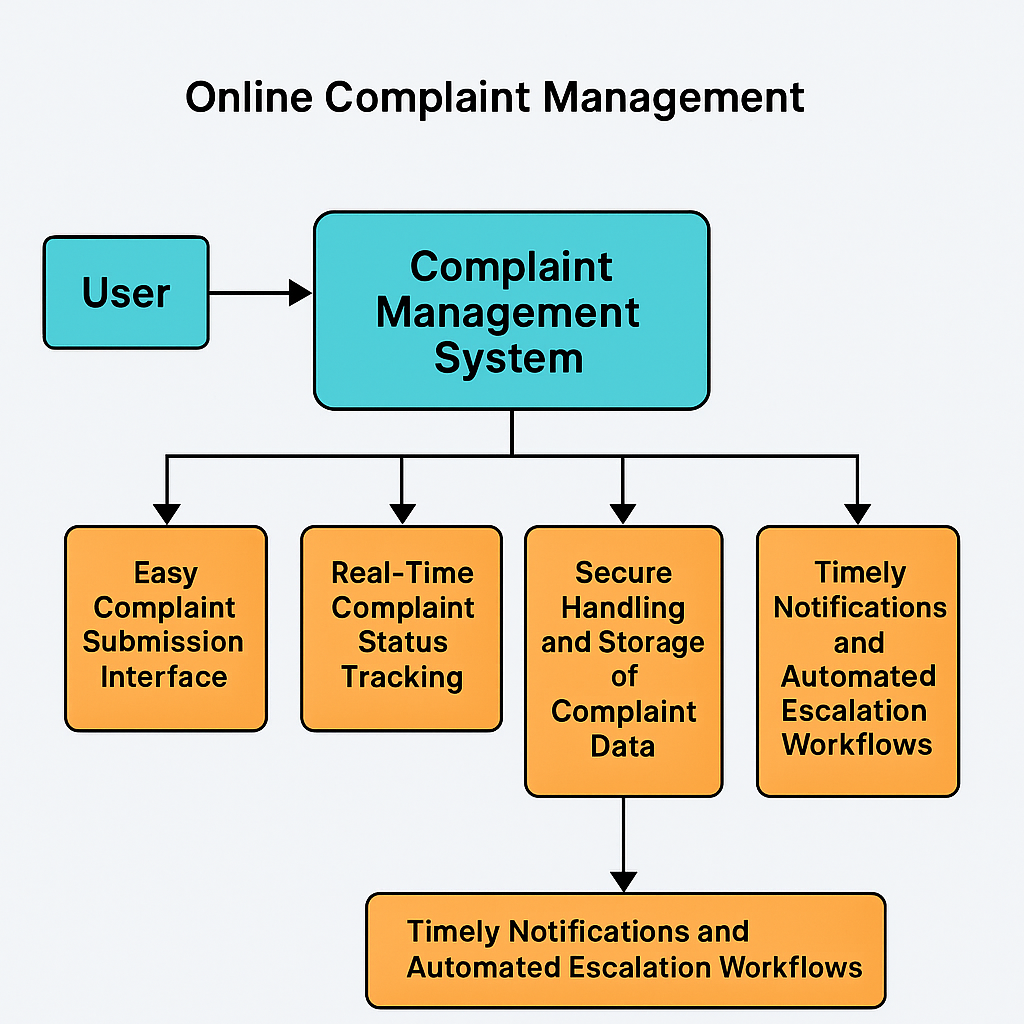 Online Complaint Management
User
Complaint
Management
System
Easy
Complaint
Submission
Interface
Real-Time
Complaint
Status
Tracking
Secure
Handling
and Storage
of
Complaint
Data
Timely
Notifications
and
Automated
Escalation
Workflows
Timely Notifications and
Automated Escalation Workflows